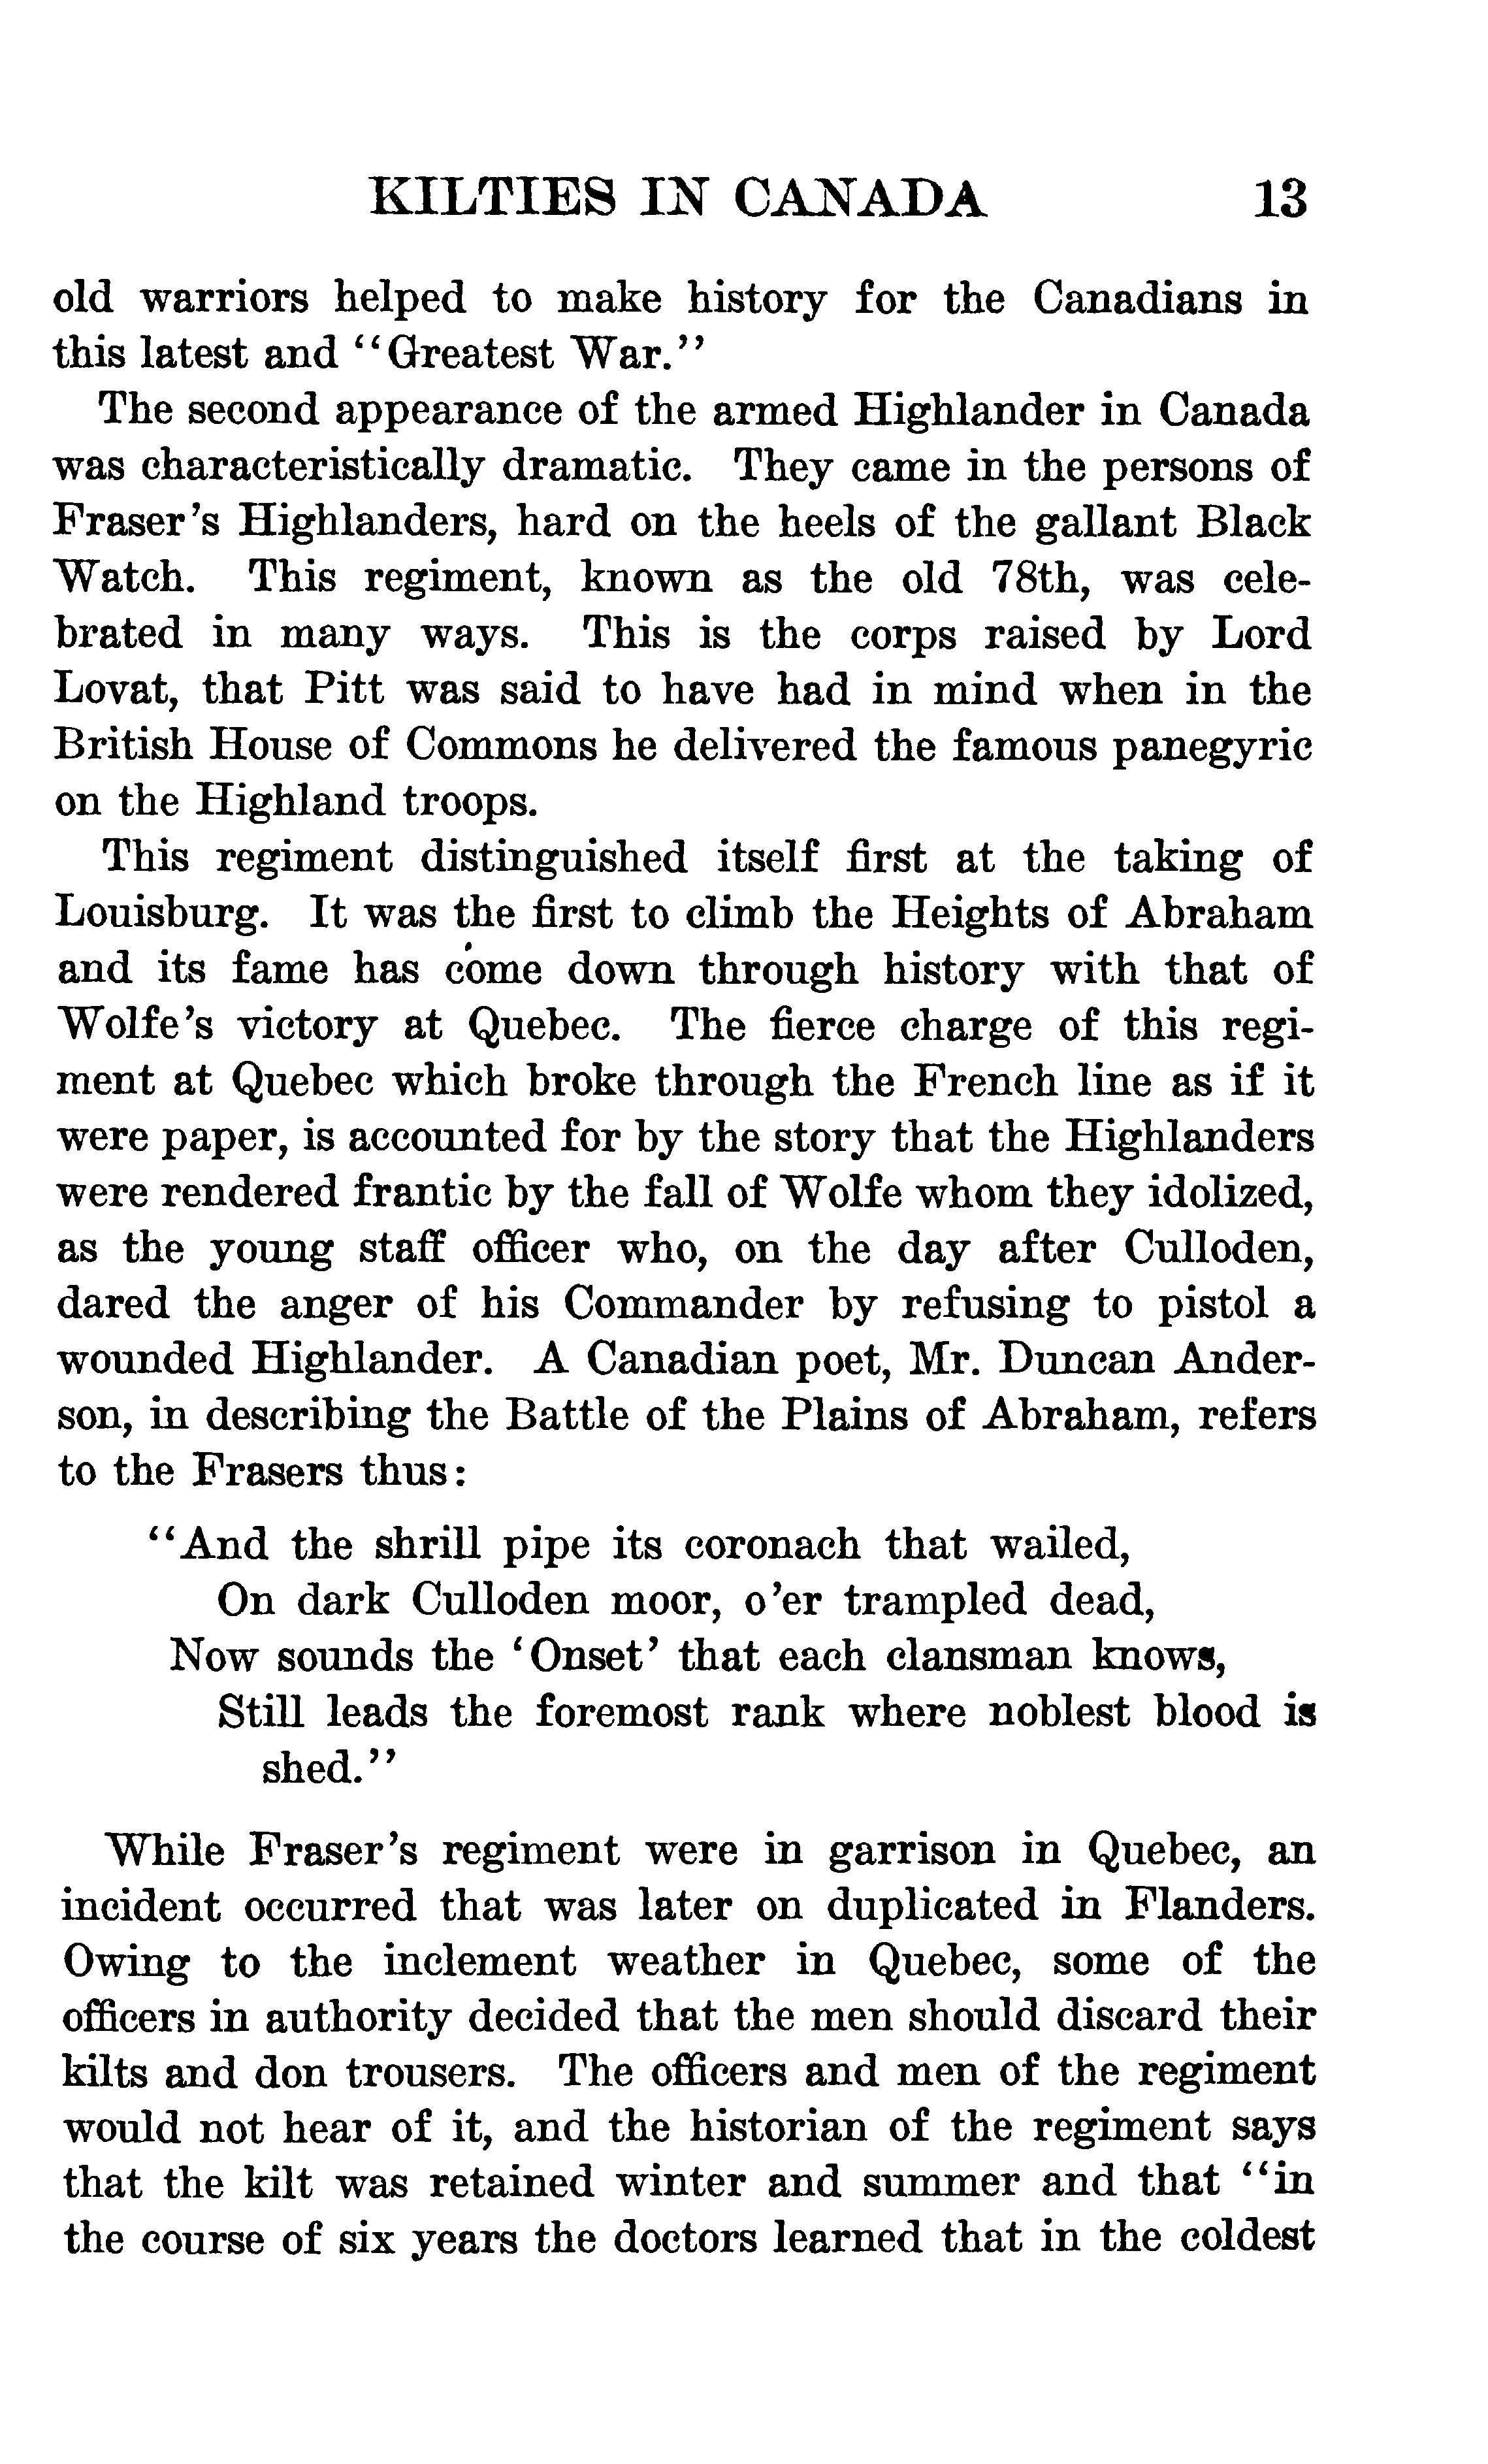 KILTIES IN CANADA 13
old warriors helped to make history for the Canadians in
this latest and "Greatest War."
The second appearance of the armed Highlander in Canada
was characteristically dramatic. They came in the persons of
Fraser's Highlanders, hard on the heels of the gallant Black
Watch. This regiment, known as the old 78th, was cele-
brated in many ways. This is the corps raised by Lord
Lovat, that Pitt was said to have had in mind when in the
British House of Commons he delivered the famous panegyric
on the Highland troops.
This regiment distinguished itself first at the taking of
Louisburg. It was the first to climb the Heights of Abraham
and its fame has come down through history with that of
Wolfe's victory at Quebec. The fierce charge of this regi-
ment at Quebec which broke through the French line as if it
were paper, is accounted for by the story that the Highlanders
were rendered frantic by the fall of Wolfe whom they idolized,
as the young staff officer who, on the day after Culloden,
dared the anger of his Commander by refusing to pistol a
wounded Highlander. A Canadian poet, Mr. Duncan Ander-
son, in describing the Battle of the Plains of Abraham, refers
to the Frasers thus:
"And the shrill pipe its coronach that wailed,
On dark Culloden moor, o'er trampled dead,
Now sounds the 'Onset' that each clansman knows,
Still leads the foremost rank where noblest blood is
shed."
While Fraser's regiment were in garrison in Quebec, an
incident occurred that was later on duplicated in Flanders.
Owing to the inclement weather in Quebec, some of the
officers in authority decided that the men should discard their
kilts and don trousers. The officers and men of the regiment
would not hear of it, and the historian of the regiment says
that the kilt was retained winter and summer and that "in
the course of six years the doctors learned that in the coldest